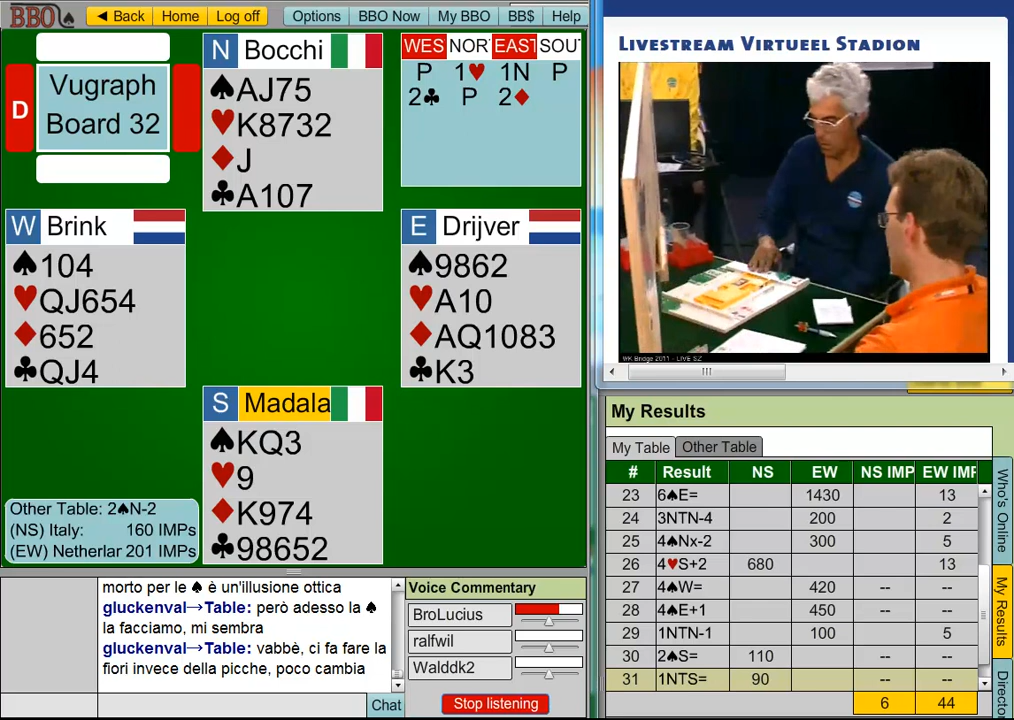 BBO ◄ Back Home Log off Options BBO Now My BBO BB$ Help
D
Vugraph
Board 32
N Bocchi
♠AJ75
♥K8732
♦J
♣A107
WES NOR EAST SOU
P 1♥ 1N P
2♣ P 2♦
W Brink
♠104
♥QJ654
♦652
♣QJ4
E Drijver
♠9862
♥A10
♦AQ1083
♣K3
S Madala
♠KQ3
♥9
♦K974
♣98652
Other Table: 2♠N-2
(NS) Italy: 160 IMPs
(EW) Netherlar 201 IMPs
morto per le ♠ è un'illusione ottica
gluckenval→Table: però adesso la ♠
la facciamo, mi sembra
gluckenval→Table: vabbè, ci fa fare la
fiori invece della picche, poco cambia
Chat
Voice Commentary
BroLucius
ralfwil
Walddk2
Stop listening
Livestream Virtueel Stadion
WK Bridge 2011 - LIVE SZ
My Results
My Table Other Table
# Result NS EW NS IMP EW IMF
23 6♠E= 1430 13
24 3NTN-4 200 2
25 4♠Nx-2 300 5
26 4♥S+2 680 13
27 4♠W= 420 -- --
28 4♠E+1 450 -- --
29 1NTN-1 100 5
30 2♠S= 110 -- --
31 1NTS= 90 -- --
6 44
Who's Online
My Results
Director